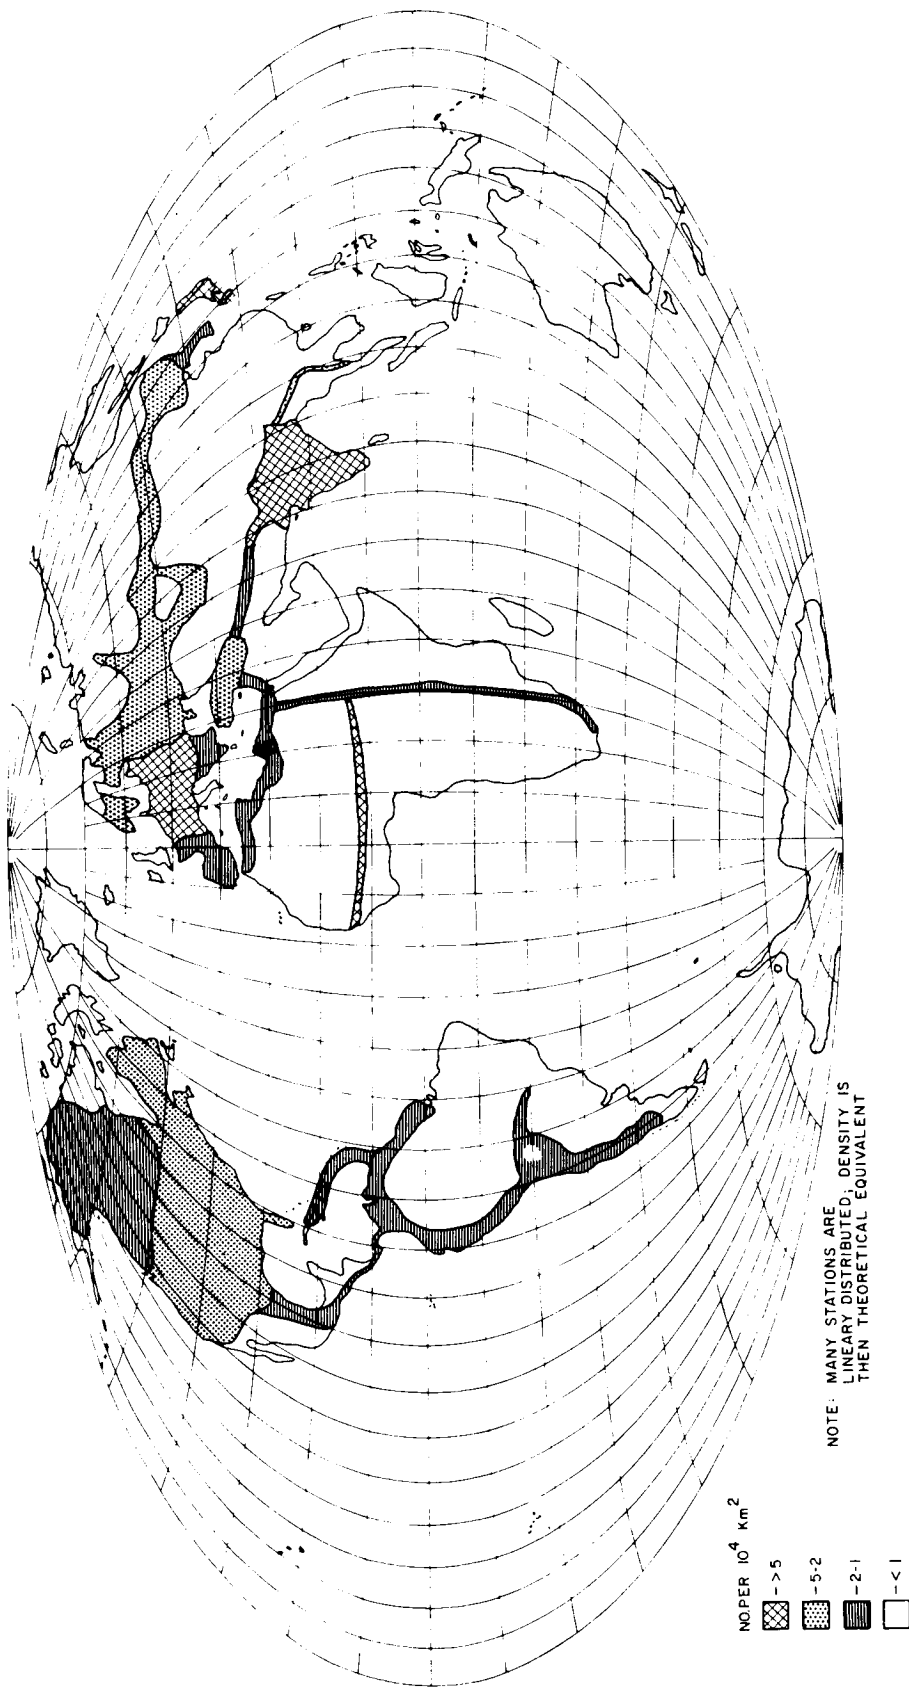 NO.PER 10⁴ Km²
->5
-5-2
-2-1
-<1
NOTE: MANY STATIONS ARE
LINEARY DISTRIBUTED; DENSITY IS
THEN THEORETICAL EQUIVALENT